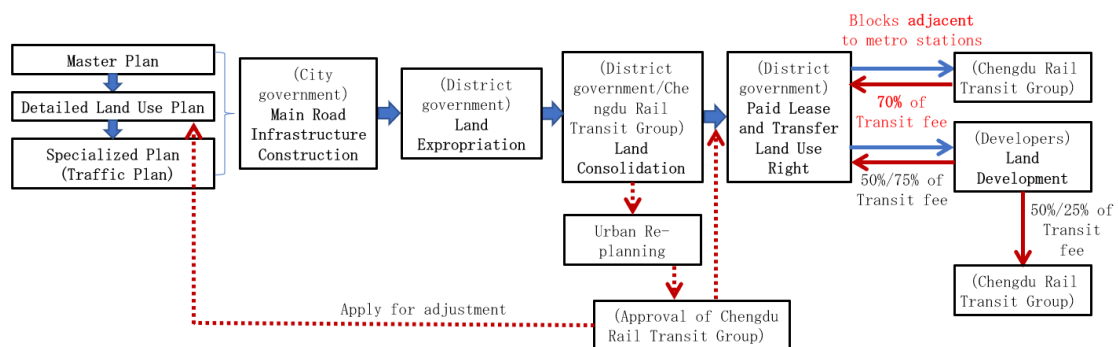 Master Plan
Detailed Land Use Plan
Specialized Plan
(Traffic Plan)
(City
government)
Main Road
Infrastructure
Construction
(District
government)
Land
Expropriation
(District
government/Che
ngdu Rail
Transit Group)
Land
Consolidation
(District
government)
Paid Lease
and Transfer
Land Use
Right
Blocks adjacent
to metro stations
(Chengdu Rail
Transit Group)
70% of
Transit fee
(Developers)
Land
Development
50%/75% of
Transit fee
50%/25% of
Transit
fee
(Chengdu Rail
Transit Group)
Urban Re-
planning
Apply for adjustment
(Approval of Chengdu
Rail Transit Group)